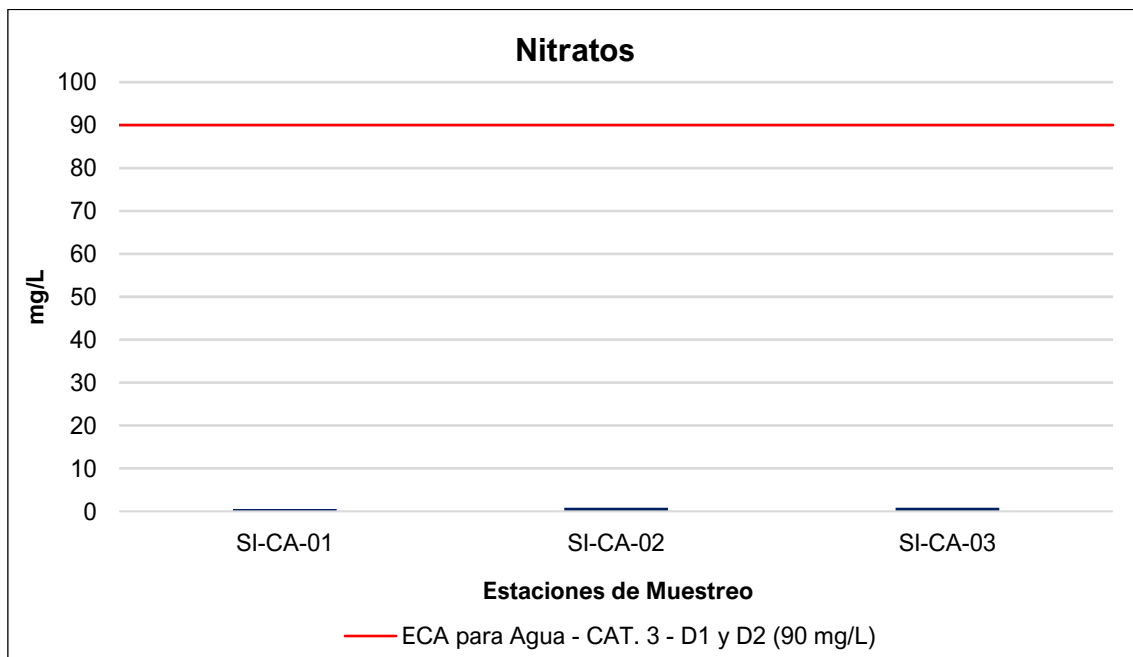 Nitratos
100
90
80
70
60
50
40
30
20
10
0
mg/L
SI-CA-01 SI-CA-02 SI-CA-03
Estaciones de Muestreo
ECA para Agua - CAT. 3 - D1 y D2 (90 mg/L)